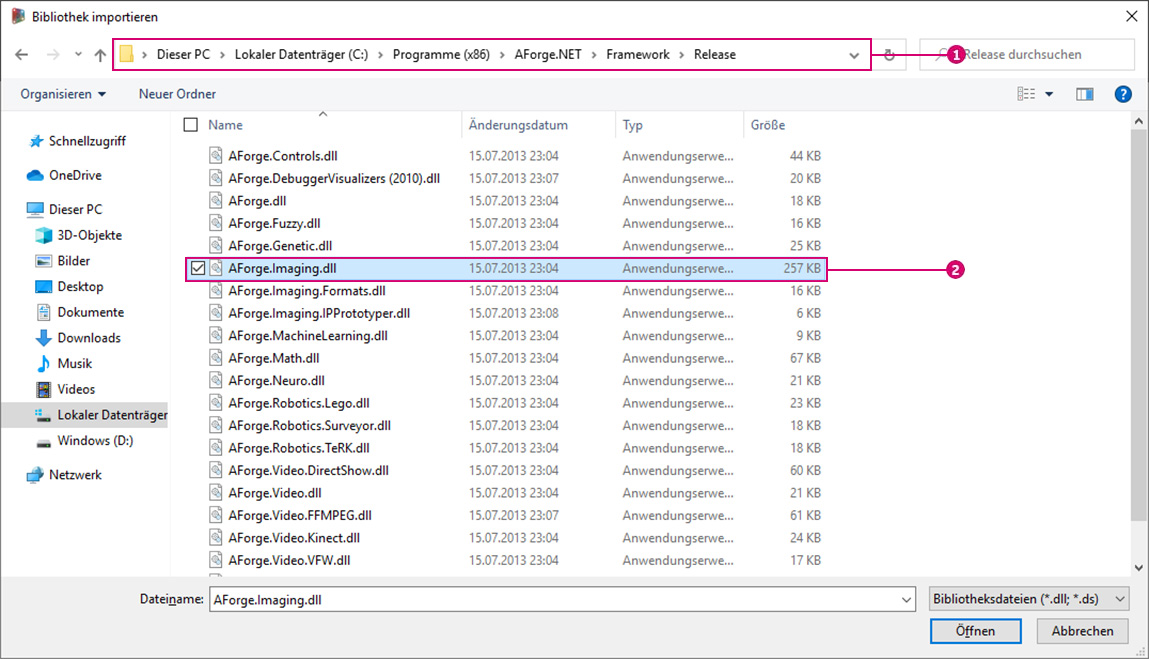 Bibliothek importieren
Dieser PC > Lokaler Datenträger (C:) > Programme (x86) > AForge.NET > Framework > Release
1
Release durchsuchen
Organisieren
Neuer Ordner
?
Name
Änderungsdatum
Typ
Größe
Schnellzugriff
OneDrive
Dieser PC
3D-Objekte
Bilder
Desktop
Dokumente
Downloads
Musik
Videos
Lokaler Datenträger
Windows (D:)
Netzwerk
AForge.Controls.dll 15.07.2013 23:04 Anwendungserwe... 44 KB
AForge.DebuggerVisualizers (2010).dll 15.07.2013 23:07 Anwendungserwe... 20 KB
AForge.dll 15.07.2013 23:04 Anwendungserwe... 18 KB
AForge.Fuzzy.dll 15.07.2013 23:04 Anwendungserwe... 16 KB
AForge.Genetic.dll 15.07.2013 23:04 Anwendungserwe... 25 KB
AForge.Imaging.dll 15.07.2013 23:04 Anwendungserwe... 257 KB
2
AForge.Imaging.Formats.dll 15.07.2013 23:04 Anwendungserwe... 16 KB
AForge.Imaging.IPPrototyper.dll 15.07.2013 23:08 Anwendungserwe... 6 KB
AForge.MachineLearning.dll 15.07.2013 23:04 Anwendungserwe... 9 KB
AForge.Math.dll 15.07.2013 23:04 Anwendungserwe... 67 KB
AForge.Neuro.dll 15.07.2013 23:04 Anwendungserwe... 21 KB
AForge.Robotics.Lego.dll 15.07.2013 23:04 Anwendungserwe... 23 KB
AForge.Robotics.Surveyor.dll 15.07.2013 23:04 Anwendungserwe... 18 KB
AForge.Robotics.TeRK.dll 15.07.2013 23:04 Anwendungserwe... 18 KB
AForge.Video.DirectShow.dll 15.07.2013 23:04 Anwendungserwe... 60 KB
AForge.Video.dll 15.07.2013 23:04 Anwendungserwe... 21 KB
AForge.Video.FFMPEG.dll 15.07.2013 23:07 Anwendungserwe... 61 KB
AForge.Video.Kinect.dll 15.07.2013 23:04 Anwendungserwe... 24 KB
AForge.Video.VFW.dll 15.07.2013 23:04 Anwendungserwe... 17 KB
Dateiname:
AForge.Imaging.dll
Bibliotheksdateien (*.dll; *.ds)
Öffnen
Abbrechen